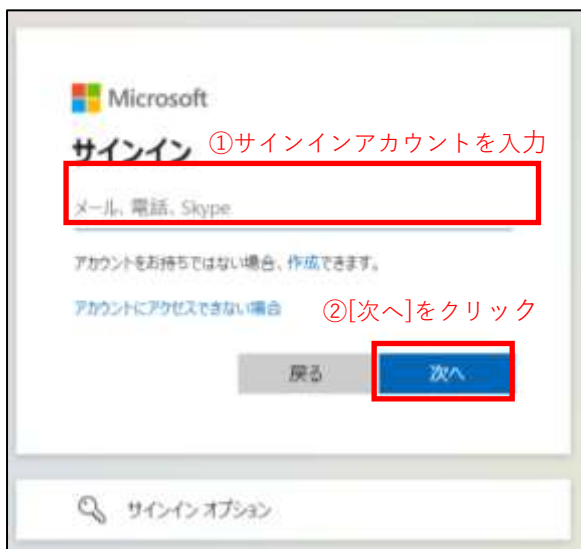 Microsoft
サインイン
①サインインアカウントを入力
メール、電話、Skype
アカウントをお持ちではない場合、作成できます。
アカウントにアクセスできない場合
②[次へ]をクリック
戻る
次へ
サインイン オプション